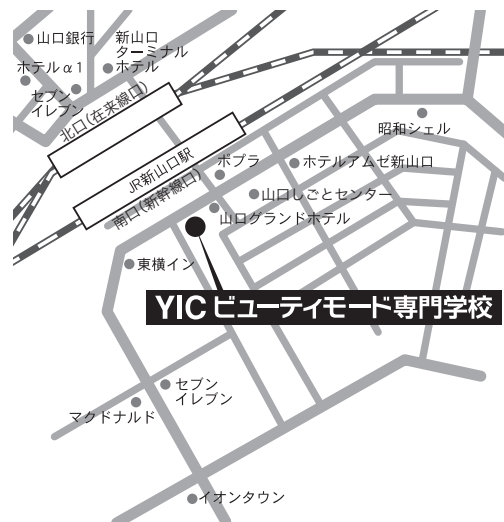 山口銀行
新山口
ターミナル
ホテル
ホテルα1
セブン
イレブン
北口(在来線口)
昭和シェル
JR新山口駅
ポプラ
ホテルアムゼ新山口
南口(新幹線口)
山口しごとセンター
山口グランドホテル
東横イン
YIC ビューティモード専門学校
セブン
イレブン
マクドナルド
イオンタウン